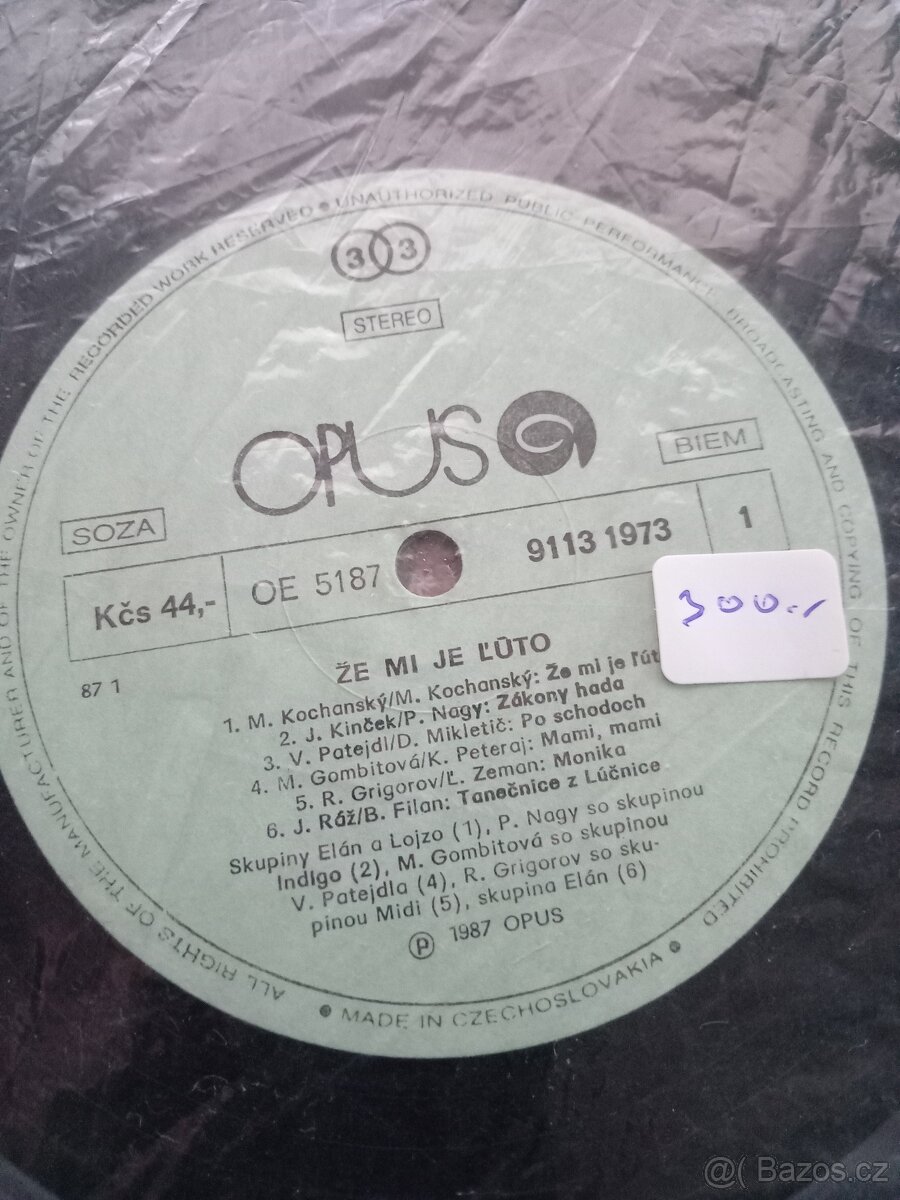 ALL RIGHTS OF THE MANUFACTURER AND OF THE OWNER OF THE RECORDED WORK RESERVED • UNAUTHORIZED PUBLIC PERFORMANCE, BROADCASTING AND COPYING OF THIS RECORD PROHIBITED
33
STEREO
OPUS
BIEM
SOZA
Kčs 44,- OE 5187 9113 1973 1
300.-
87 1
ŽE MI JE ĽÚTO
1. M. Kochanský/M. Kochanský: Že mi je ľút
2. J. Kinček/P. Nagy: Zákony hada
3. V. Patejdl/D. Mikletič: Po schodoch
4. M. Gombitová/K. Peteraj: Mami, mami
5. R. Grigorov/Ľ. Zeman: Monika
6. J. Ráž/B. Filan: Tanečnice z Lúčnice
Skupiny Elán a Lojzo (1), P. Nagy so skupinou
Indigo (2), M. Gombitová so skupinou
V. Patejdla (4), R. Grigorov so sku-
pinou Midi (5), skupina Elán (6)
Ⓟ 1987 OPUS
• MADE IN CZECHOSLOVAKIA •
@( Bazos.cz